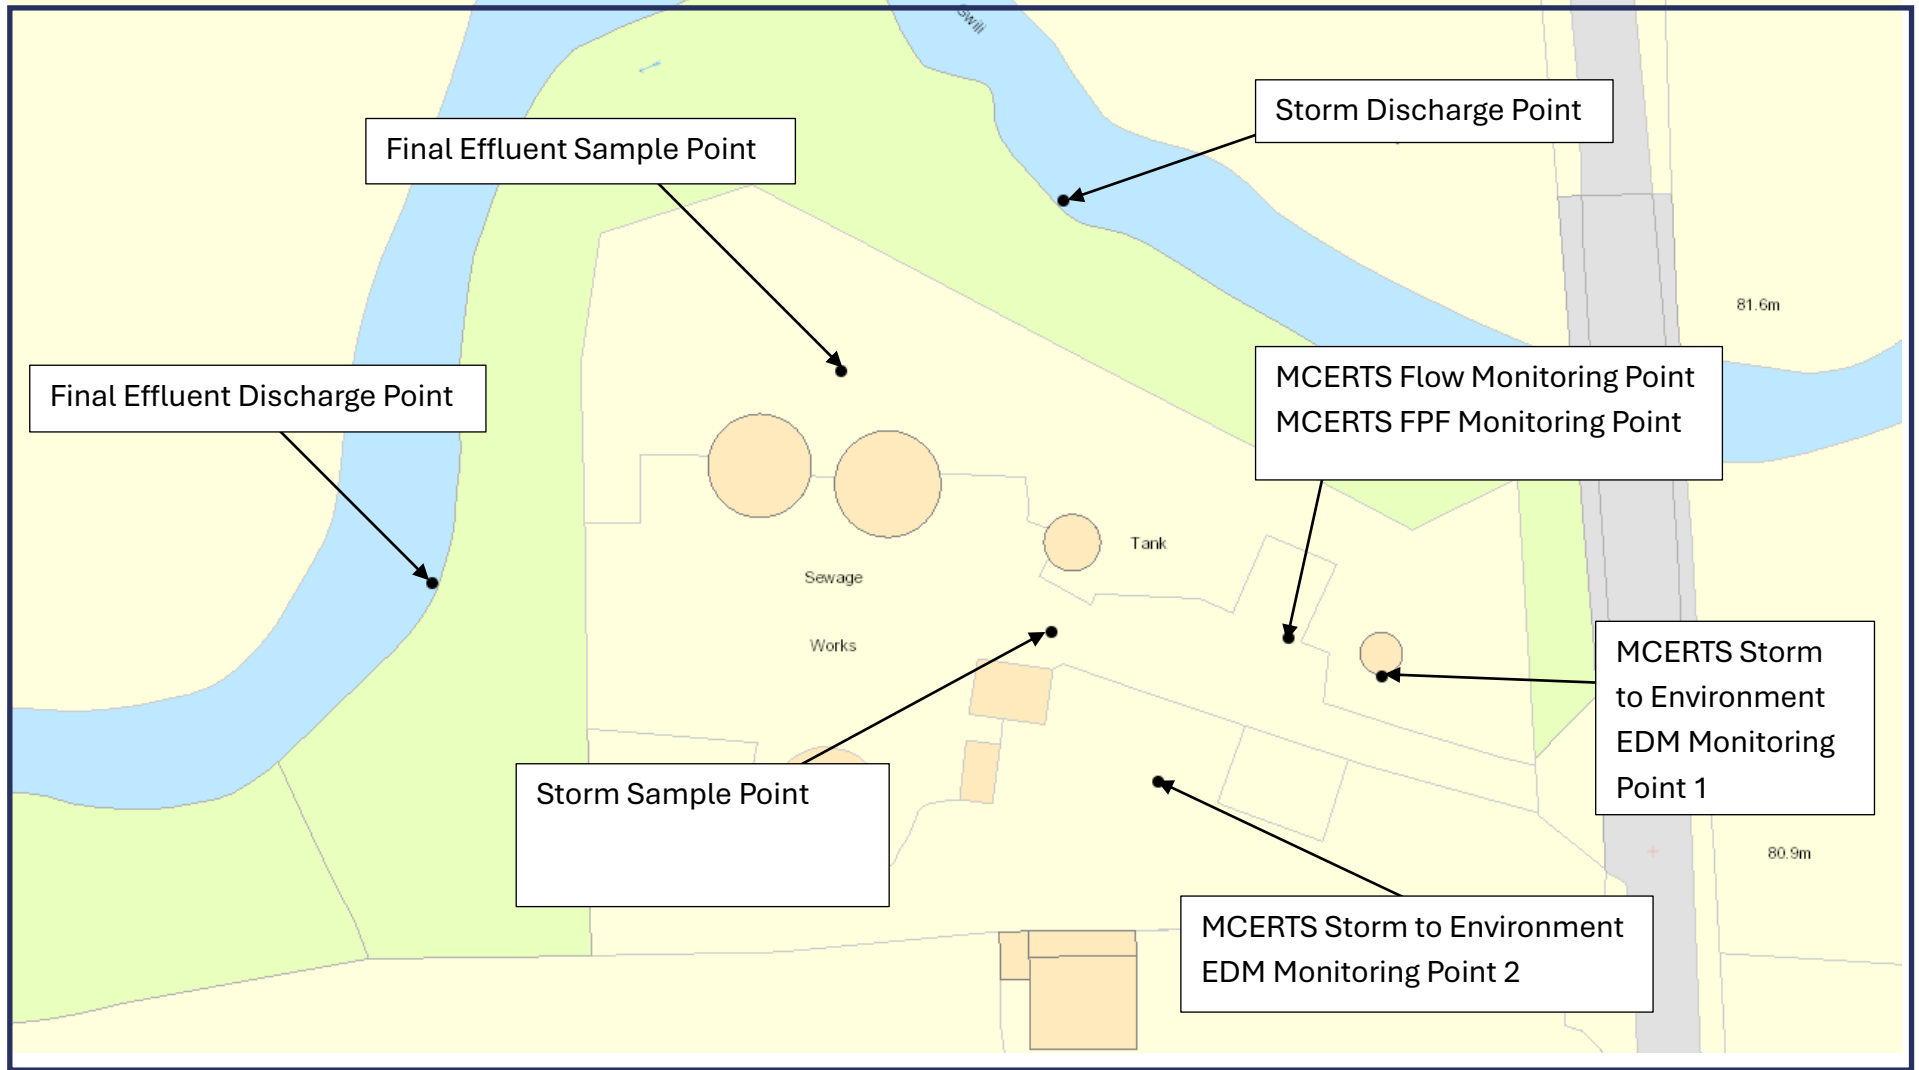 Swili
Storm Discharge Point
Final Effluent Sample Point
81.6m
Final Effluent Discharge Point
MCERTS Flow Monitoring Point
MCERTS FPF Monitoring Point
Tank
Sewage
Works
MCERTS Storm
to Environment
EDM Monitoring
Point 1
Storm Sample Point
80.9m
MCERTS Storm to Environment
EDM Monitoring Point 2